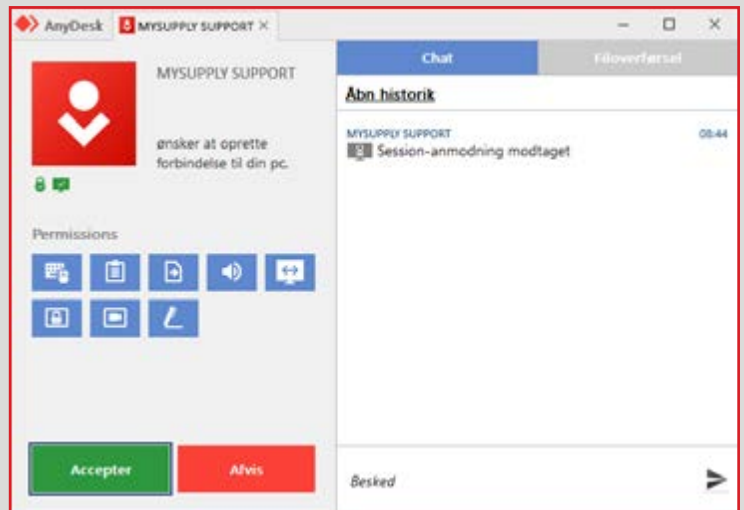 AnyDesk
MYSUPPLY SUPPORT
MYSUPPLY SUPPORT
ønsker at oprette
forbindelse til din pc.
Permissions
Accepter
Afvis
Chat
Filoverførsel
Åbn historik
MYSUPPLY SUPPORT 08:44
Session-anmodning modtaget
Besked